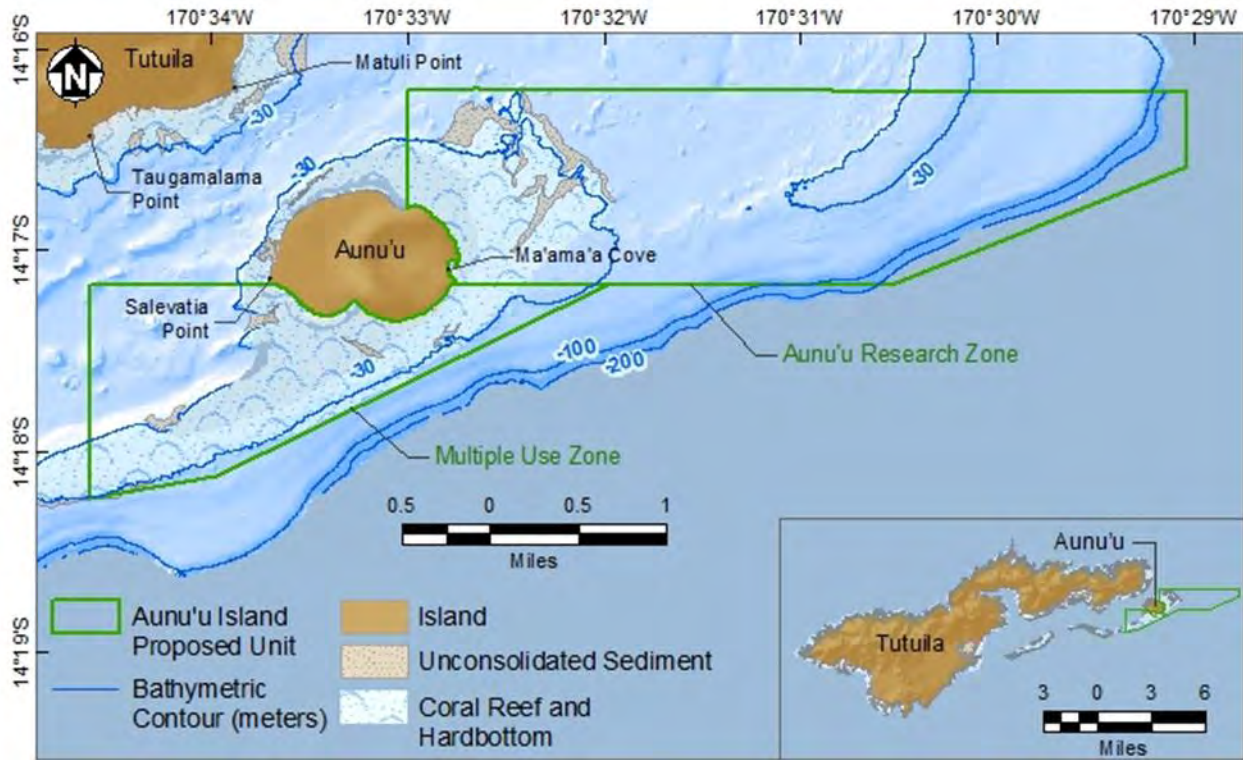 170°34'W
170°33'W
170°32'W
170°31'W
170°30'W
170°29'W
14°16'S
14°17'S
14°18'S
14°19'S
N
Tutuila
Matuli Point
-30
Taugamalama
Point
-30
-30
Aunu'u
Ma'ama'a Cove
Salevatia
Point
-30
-100
-200
Aunu'u Research Zone
Multiple Use Zone
0.5 0 0.5 1
Miles
Aunu'u Island
Proposed Unit
Bathymetric
Contour (meters)
Island
Unconsolidated Sediment
Coral Reef and
Hardbottom
Aunu'u
Tutuila
3 0 3 6
Miles